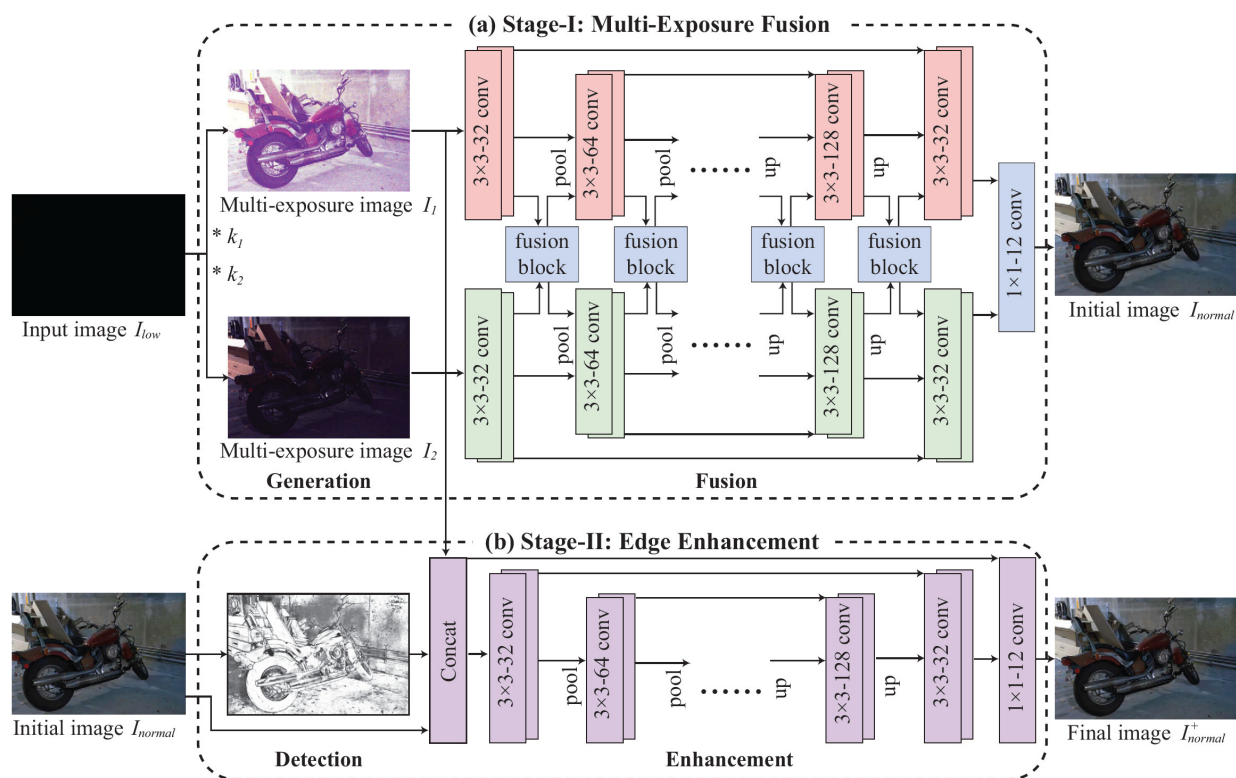 (a) Stage-I: Multi-Exposure Fusion
Multi-exposure image I₁
* k₁
* k₂
Input image I_low
Multi-exposure image I₂
Generation
3×3-32 conv
pool
3×3-64 conv
pool
......
up
3×3-128 conv
up
3×3-32 conv
fusion
block
fusion
block
fusion
block
fusion
block
3×3-32 conv
pool
3×3-64 conv
pool
......
up
3×3-128 conv
up
3×3-32 conv
1×1-12 conv
Initial image I_normal
Fusion
(b) Stage-II: Edge Enhancement
Initial image I_normal
Detection
Concat
3×3-32 conv
pool
3×3-64 conv
pool
......
up
3×3-128 conv
up
3×3-32 conv
1×1-12 conv
Enhancement
Final image I⁺_normal